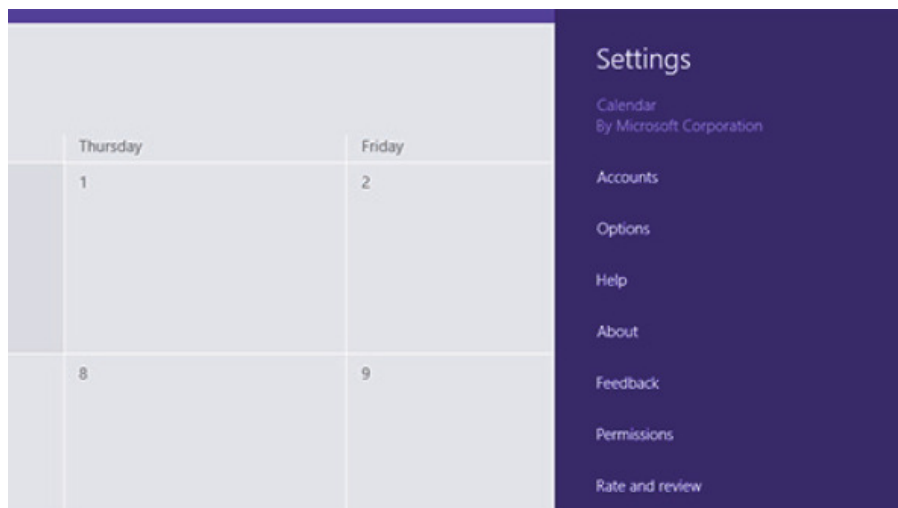 Thursday
Friday
1
2
8
9
Settings
Calendar
By Microsoft Corporation
Accounts
Options
Help
About
Feedback
Permissions
Rate and review